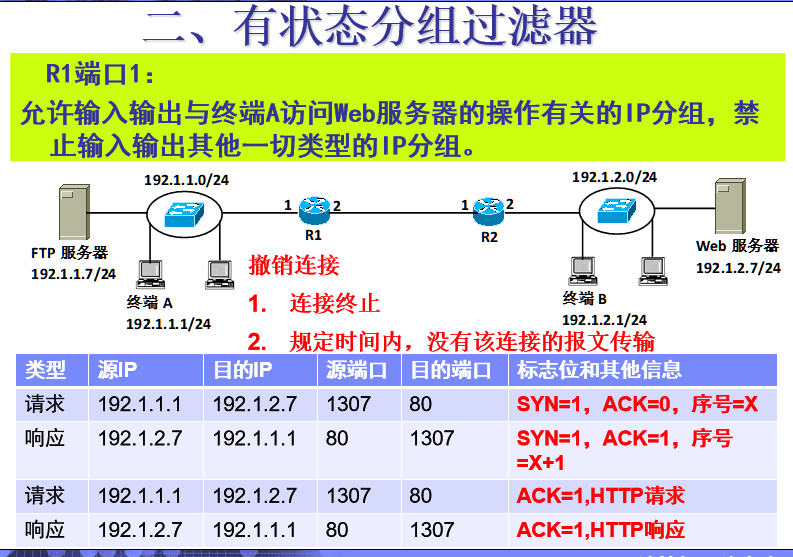 二、有状态分组过滤器
R1端口1：
允许输入输出与终端A访问Web服务器的操作有关的IP分组，禁
止输入输出其他一切类型的IP分组。
192.1.1.0/24
192.1.2.0/24
1 2
1 2
R1
R2
FTP 服务器
192.1.1.7/24
Web 服务器
192.1.2.7/24
终端 A
192.1.1.1/24
终端 B
192.1.2.1/24
撤销连接
1. 连接终止
2. 规定时间内，没有该连接的报文传输
类型 源IP 目的IP 源端口 目的端口 标志位和其他信息
请求 192.1.1.1 192.1.2.7 1307 80 SYN=1，ACK=0，序号=X
响应 192.1.2.7 192.1.1.1 80 1307 SYN=1，ACK=1，序号
=X+1
请求 192.1.1.1 192.1.2.7 1307 80 ACK=1,HTTP请求
响应 192.1.2.7 192.1.1.1 80 1307 ACK=1,HTTP响应